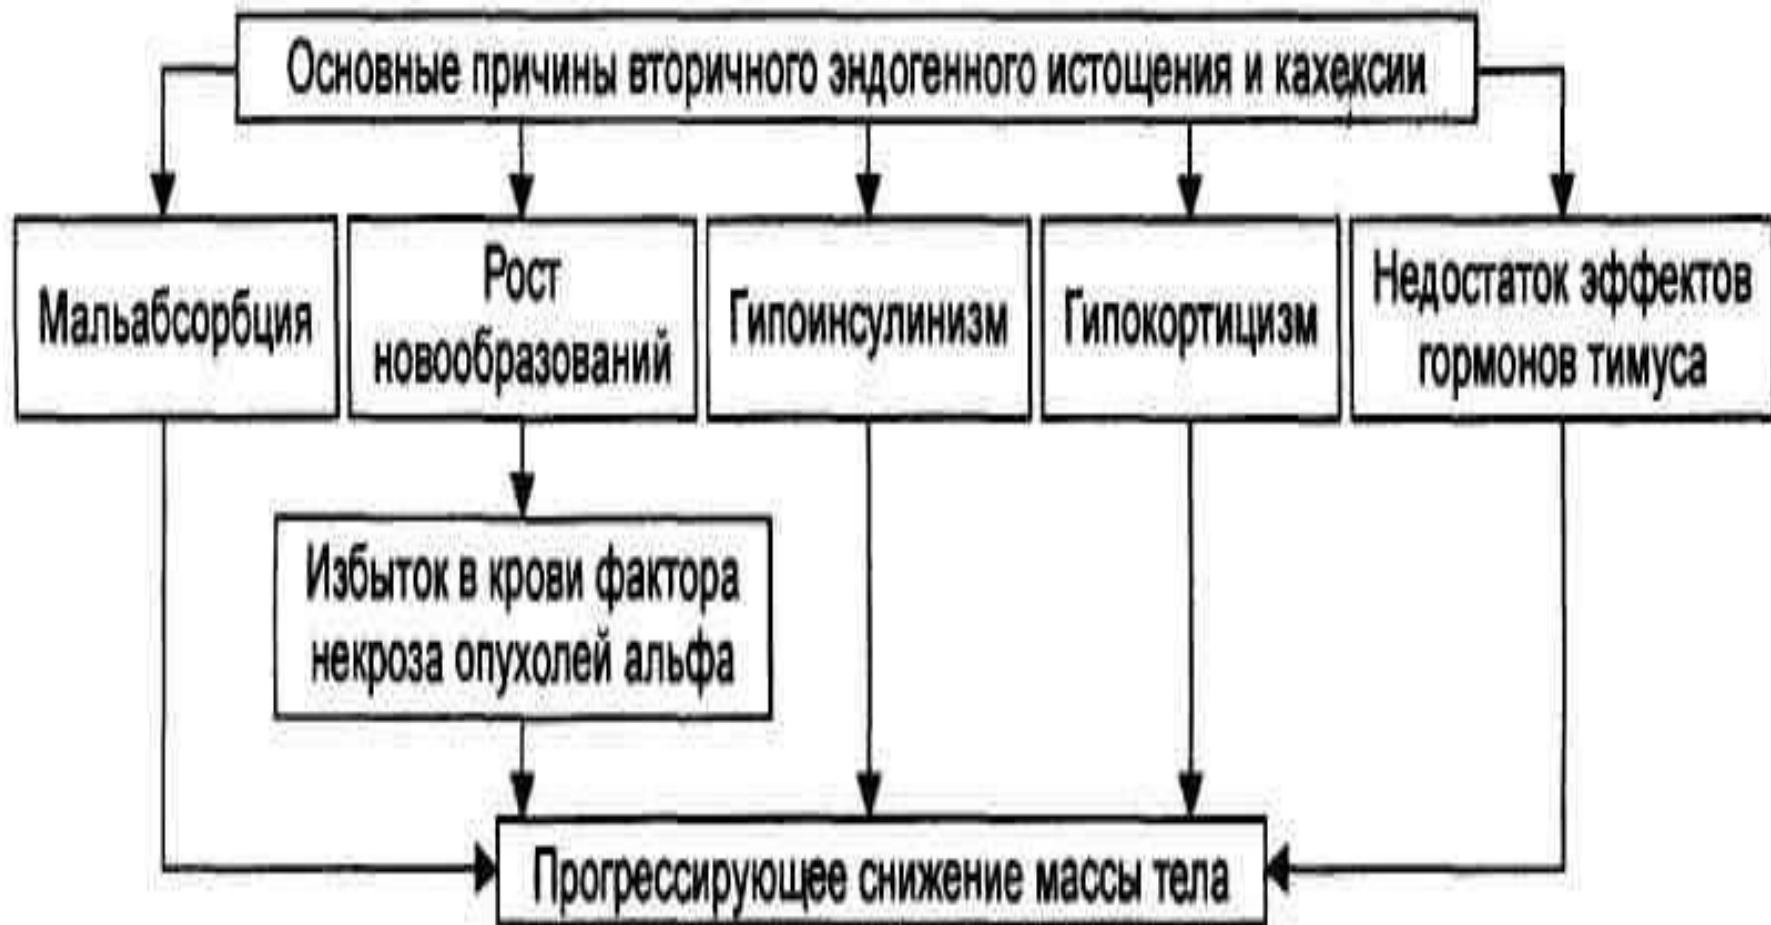 Основные причины вторичного эндогенного истощения и кахексии
Мальабсорбция
Рост
новообразований
Гипоинсулинизм
Гипокортицизм
Недостаток эффектов
гормонов тимуса
Избыток в крови фактора
некроза опухолей альфа
Прогрессирующее снижение массы тела